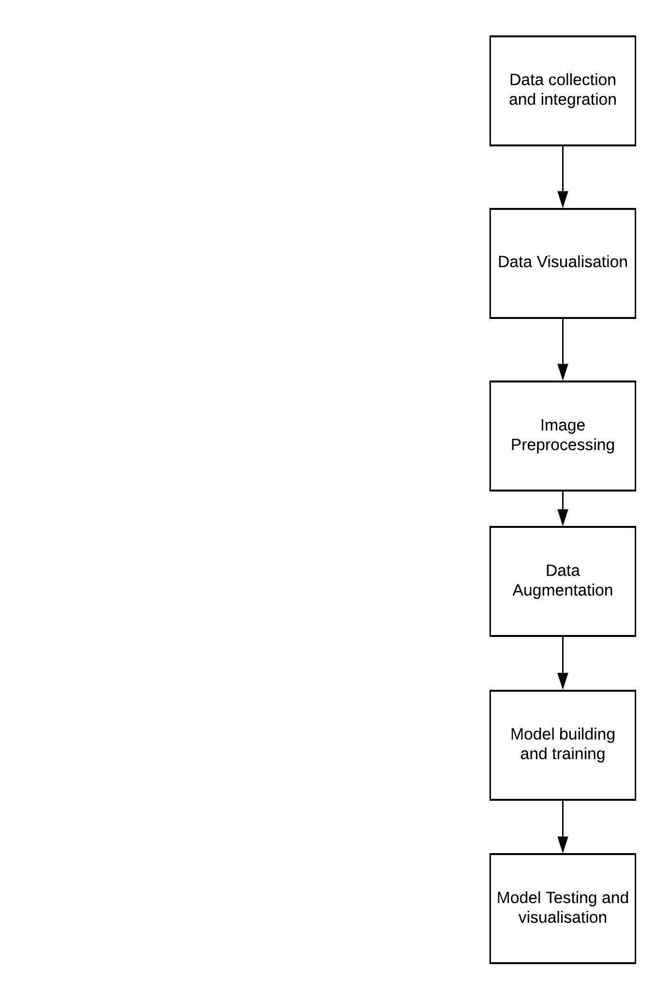 Data collection
and integration
Data Visualisation
Image
Preprocessing
Data
Augmentation
Model building
and training
Model Testing and
visualisation